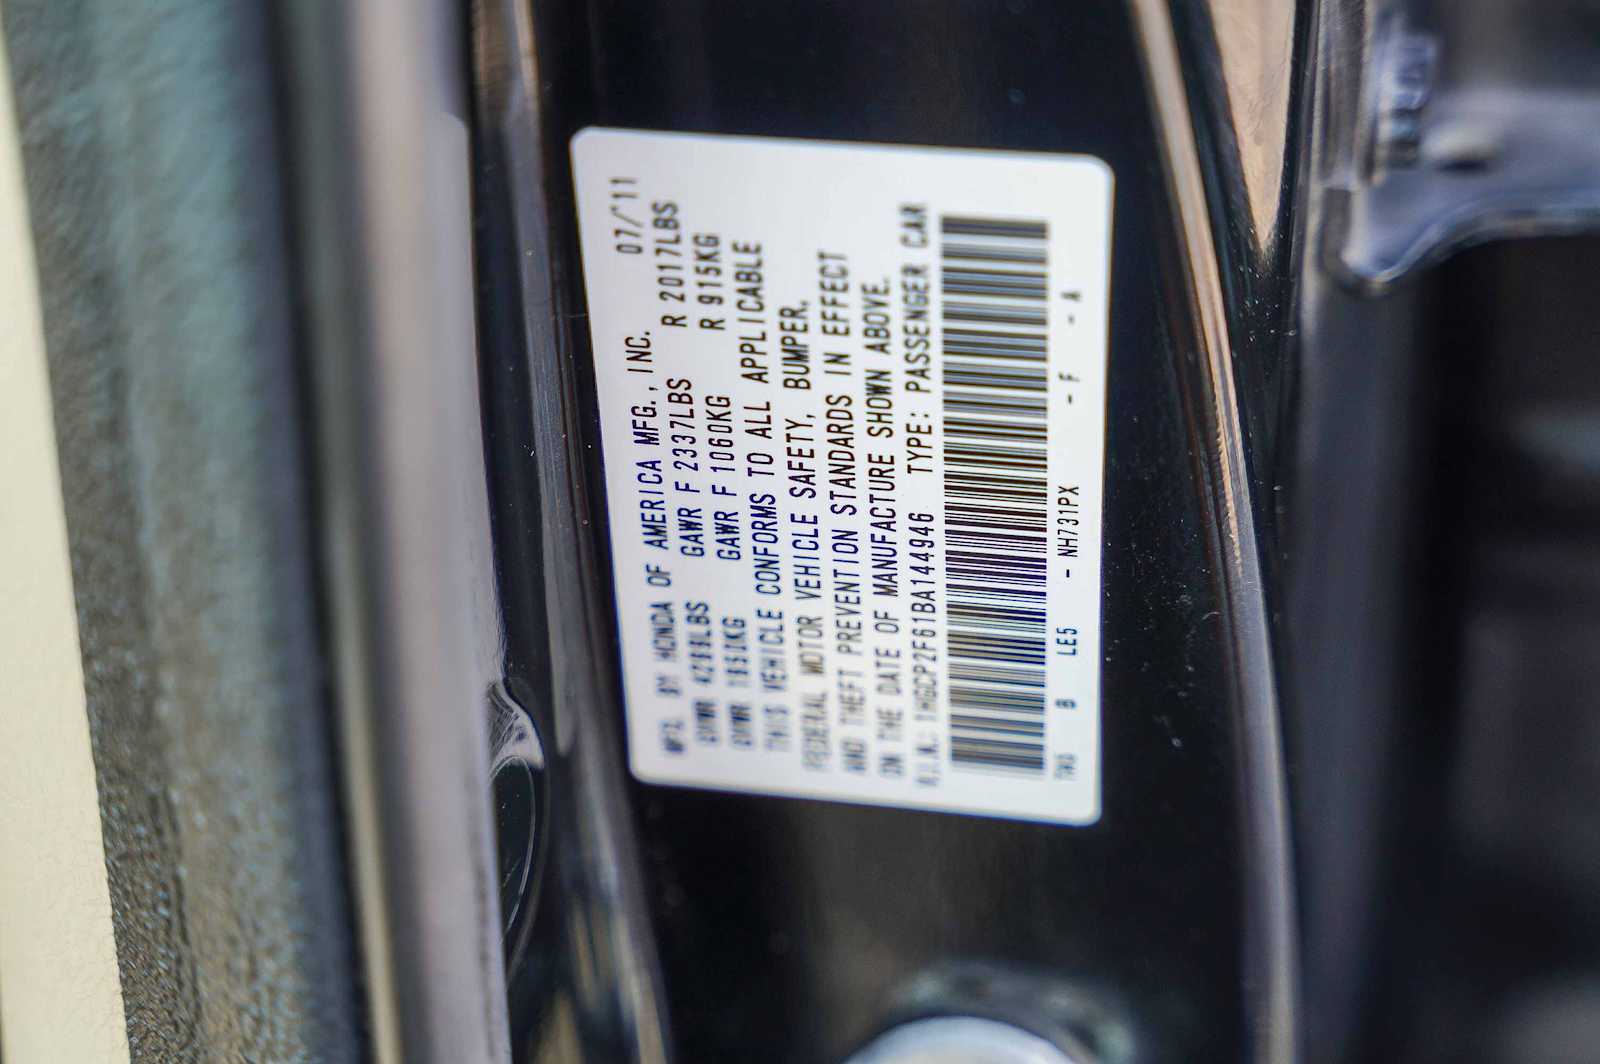 MFD. BY HONDA OF AMERICA MFG., INC. 07/'11
GVWR 4299LBS GAWR F 2337LBS R 2017LBS
GVWR 1950KG GAWR F 1060KG R 915KG
THIS VEHICLE CONFORMS TO ALL APPLICABLE
FEDERAL MOTOR VEHICLE SAFETY, BUMPER,
AND THEFT PREVENTION STANDARDS IN EFFECT
ON THE DATE OF MANUFACTURE SHOWN ABOVE.
V.I.N.: 1HGCP2F61BA144946 TYPE: PASSENGER CAR
B LE5 - NH731PX - F - A